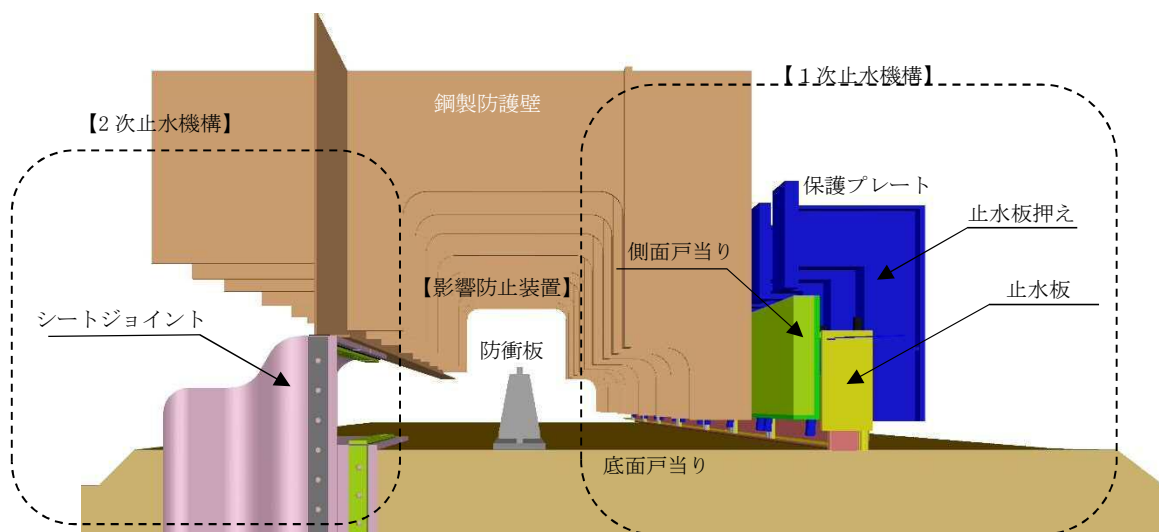 【１次止水機構】
鋼製防護壁
【2 次止水機構】
保護プレート
止水板押え
側面戸当り
【影響防止装置】
止水板
シートジョイント
防衝板
底面戸当り